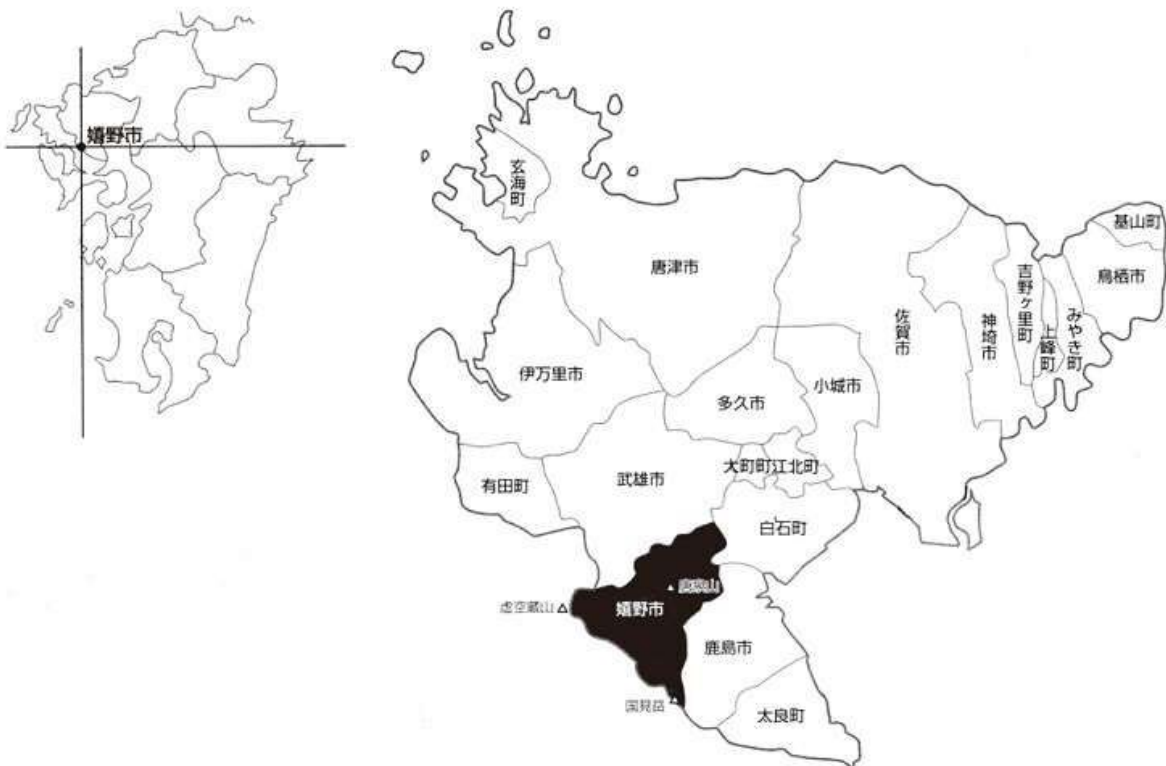 嬉野市
玄海町
唐津市
基山町
鳥栖市
吉野ヶ里町
みやき町
上峰町
神埼市
佐賀市
伊万里市
多久市
小城市
大町町
江北町
有田町
武雄市
白石町
唐泉山
虚空蔵山
嬉野市
鹿島市
国見岳
太良町